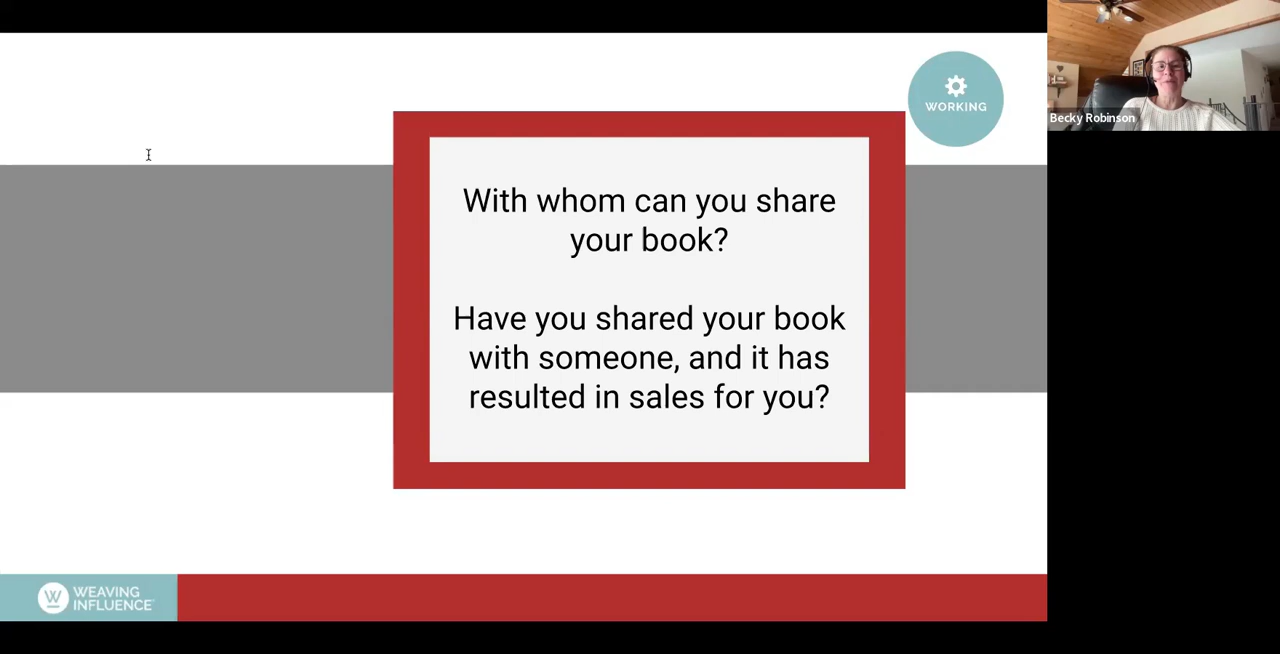 WORKING
Becky Robinson
With whom can you share
your book?
Have you shared your book
with someone, and it has
resulted in sales for you?
W
WEAVING
INFLUENCE